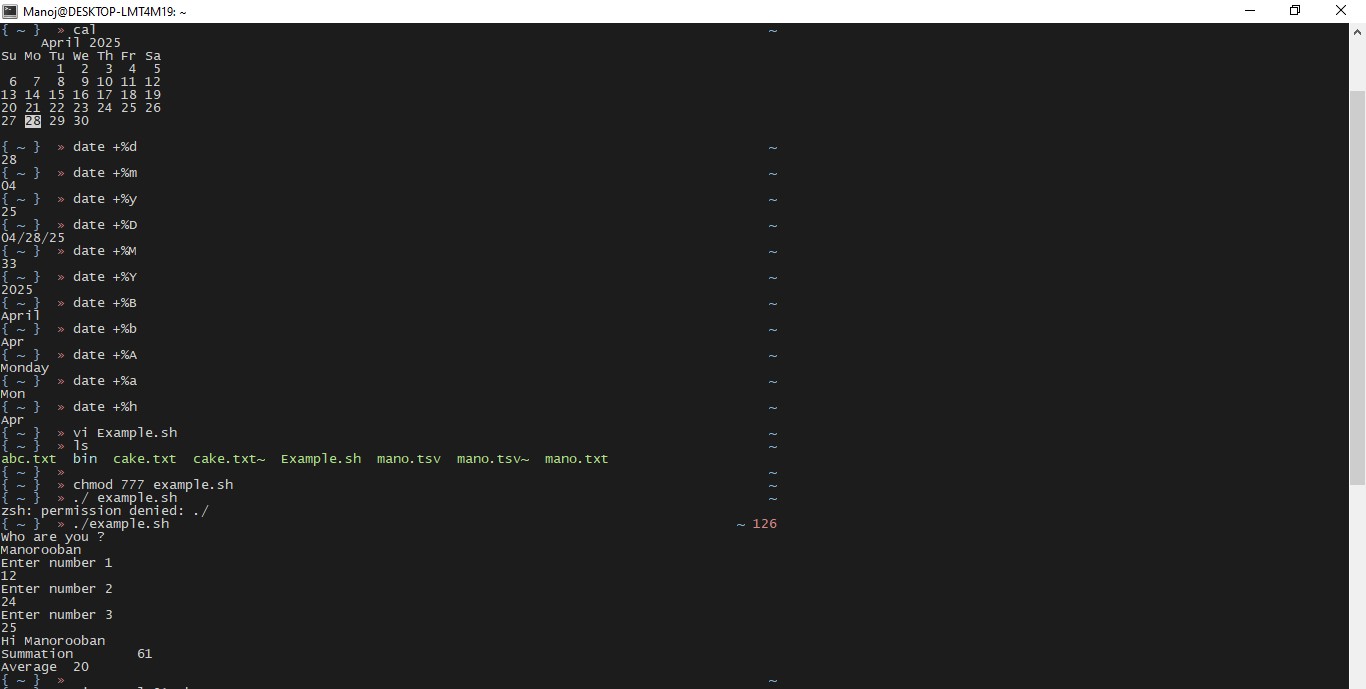 Manoj@DESKTOP-LMT4M19: ~
{ ~ }  » cal ~
April 2025
Su Mo Tu We Th Fr Sa
1 2 3 4 5
6 7 8 9 10 11 12
13 14 15 16 17 18 19
20 21 22 23 24 25 26
27 28 29 30
{ ~ }  » date +%d ~
28
{ ~ }  » date +%m ~
04
{ ~ }  » date +%y ~
25
{ ~ }  » date +%D ~
04/28/25
{ ~ }  » date +%M ~
33
{ ~ }  » date +%Y ~
2025
{ ~ }  » date +%B ~
April
{ ~ }  » date +%b ~
Apr
{ ~ }  » date +%A ~
Monday
{ ~ }  » date +%a ~
Mon
{ ~ }  » date +%h ~
Apr
{ ~ }  » vi Example.sh ~
{ ~ }  » ls ~
abc.txt  bin  cake.txt  cake.txt~  Example.sh  mano.tsv  mano.tsv~  mano.txt
{ ~ }  » ~
{ ~ }  » chmod 777 example.sh ~
{ ~ }  » ./ example.sh ~
zsh: permission denied: ./
{ ~ }  » ./example.sh ~ 126
Who are you ?
Manorooban
Enter number 1
12
Enter number 2
24
Enter number 3
25
Hi Manorooban
Summation 61
Average 20
{ ~ }  » ~